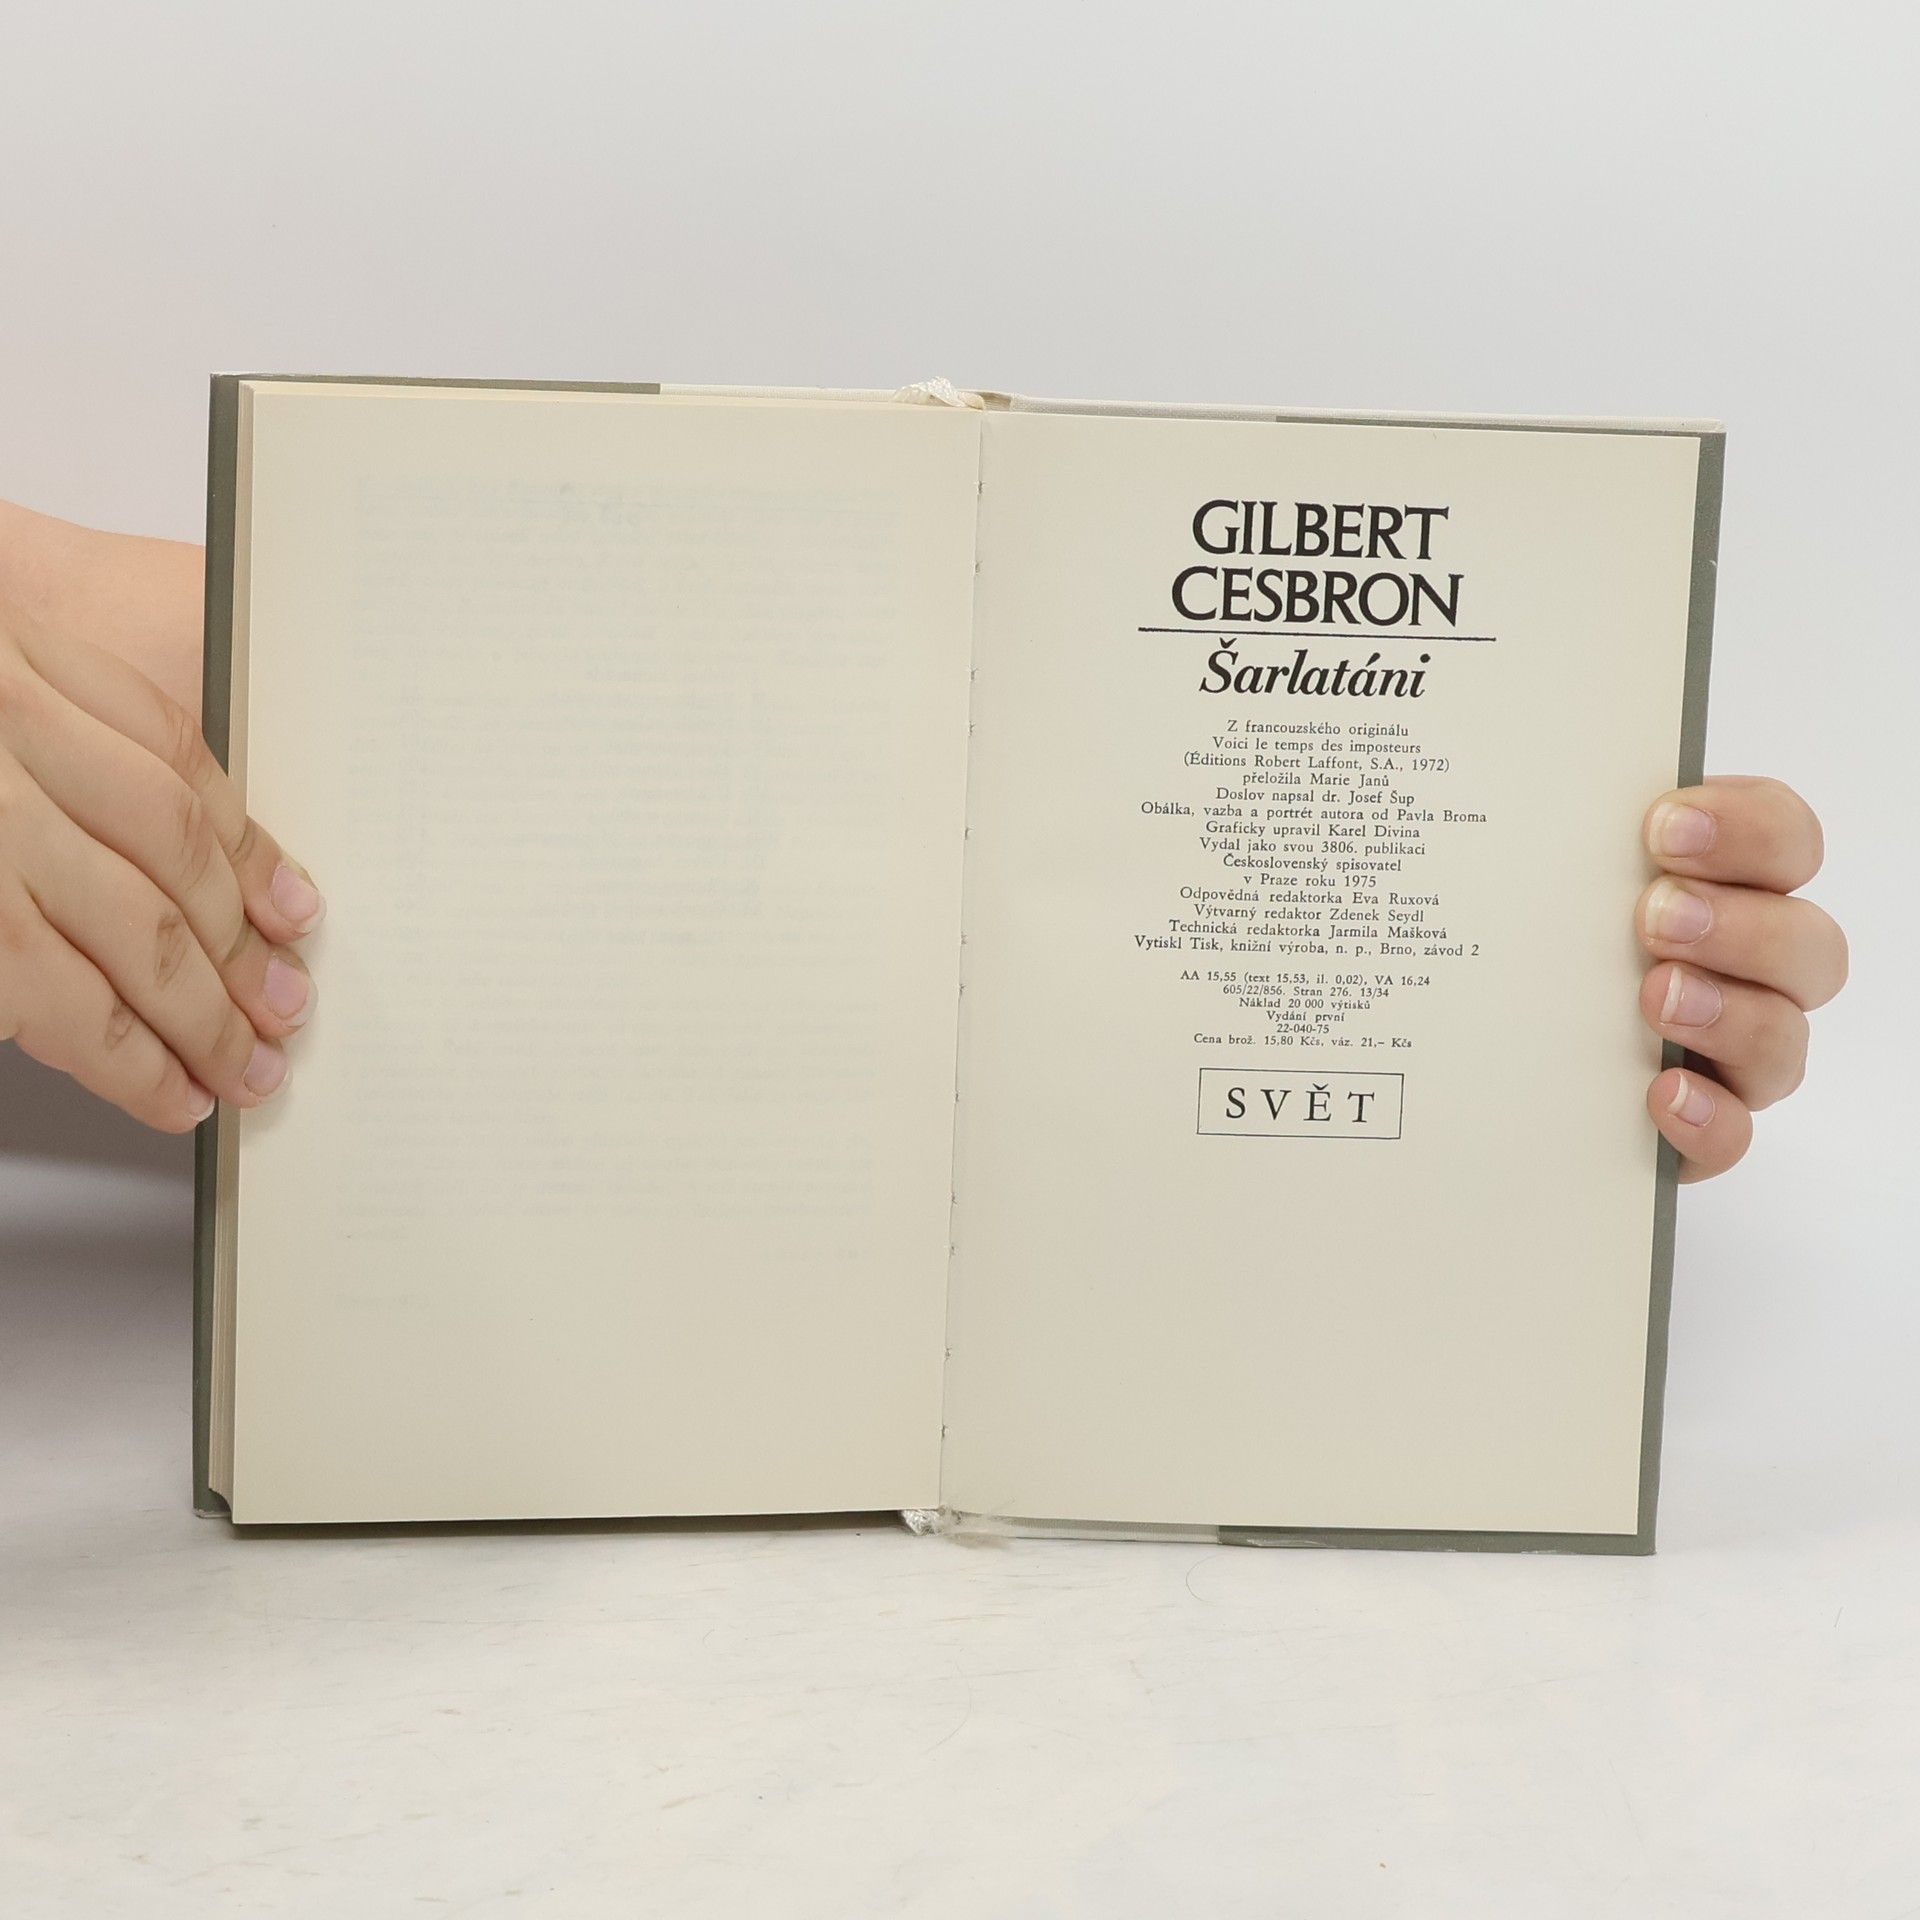 GILBERT
CESBRON
Šarlatáni
Z francouzského originálu
Voici le temps des imposteurs
(Éditions Robert Laffont, S.A., 1972)
přeložila Marie Janů
Doslov napsal dr. Josef Šup
Obálka, vazba a portrét autora od Pavla Broma
Graficky upravil Karel Divina
Vydal jako svou 3806. publikaci
Československý spisovatel
v Praze roku 1975
Odpovědná redaktorka Eva Ruxová
Výtvarný redaktor Zdenek Seydl
Technická redaktorka Jarmila Mašková
Vytiskl Tisk, knižní výroba, n. p., Brno, závod 2
AA 15,55 (text 15,53, il. 0,02), VA 16,24
605/22/856. Stran 276. 13/34
Náklad 20 000 výtisků
Vydání první
22-040-75
Cena brož. 15,80 Kčs, váz. 21,– Kčs
SVĚT